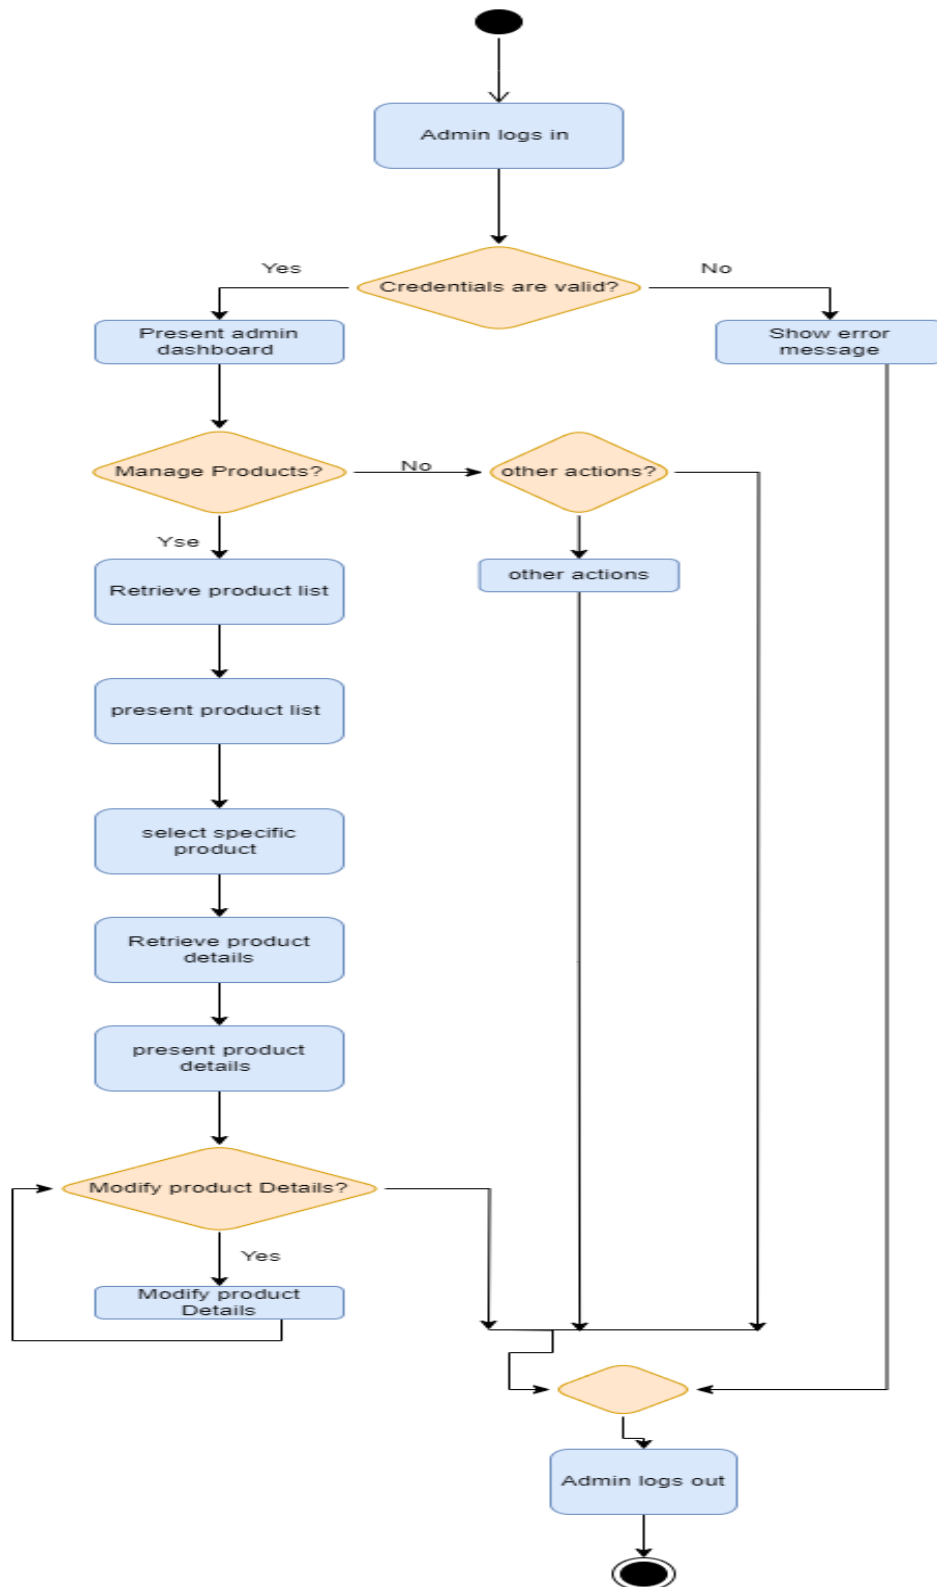 Admin logs in
Yes
Credentials are valid?
No
Present admin
dashboard
Show error
message
Manage Products?
No
other actions?
Yse
Retrieve product list
other actions
present product list
select specific
product
Retrieve product
details
present product
details
Modify product Details?
Yes
Modify product
Details
Admin logs out